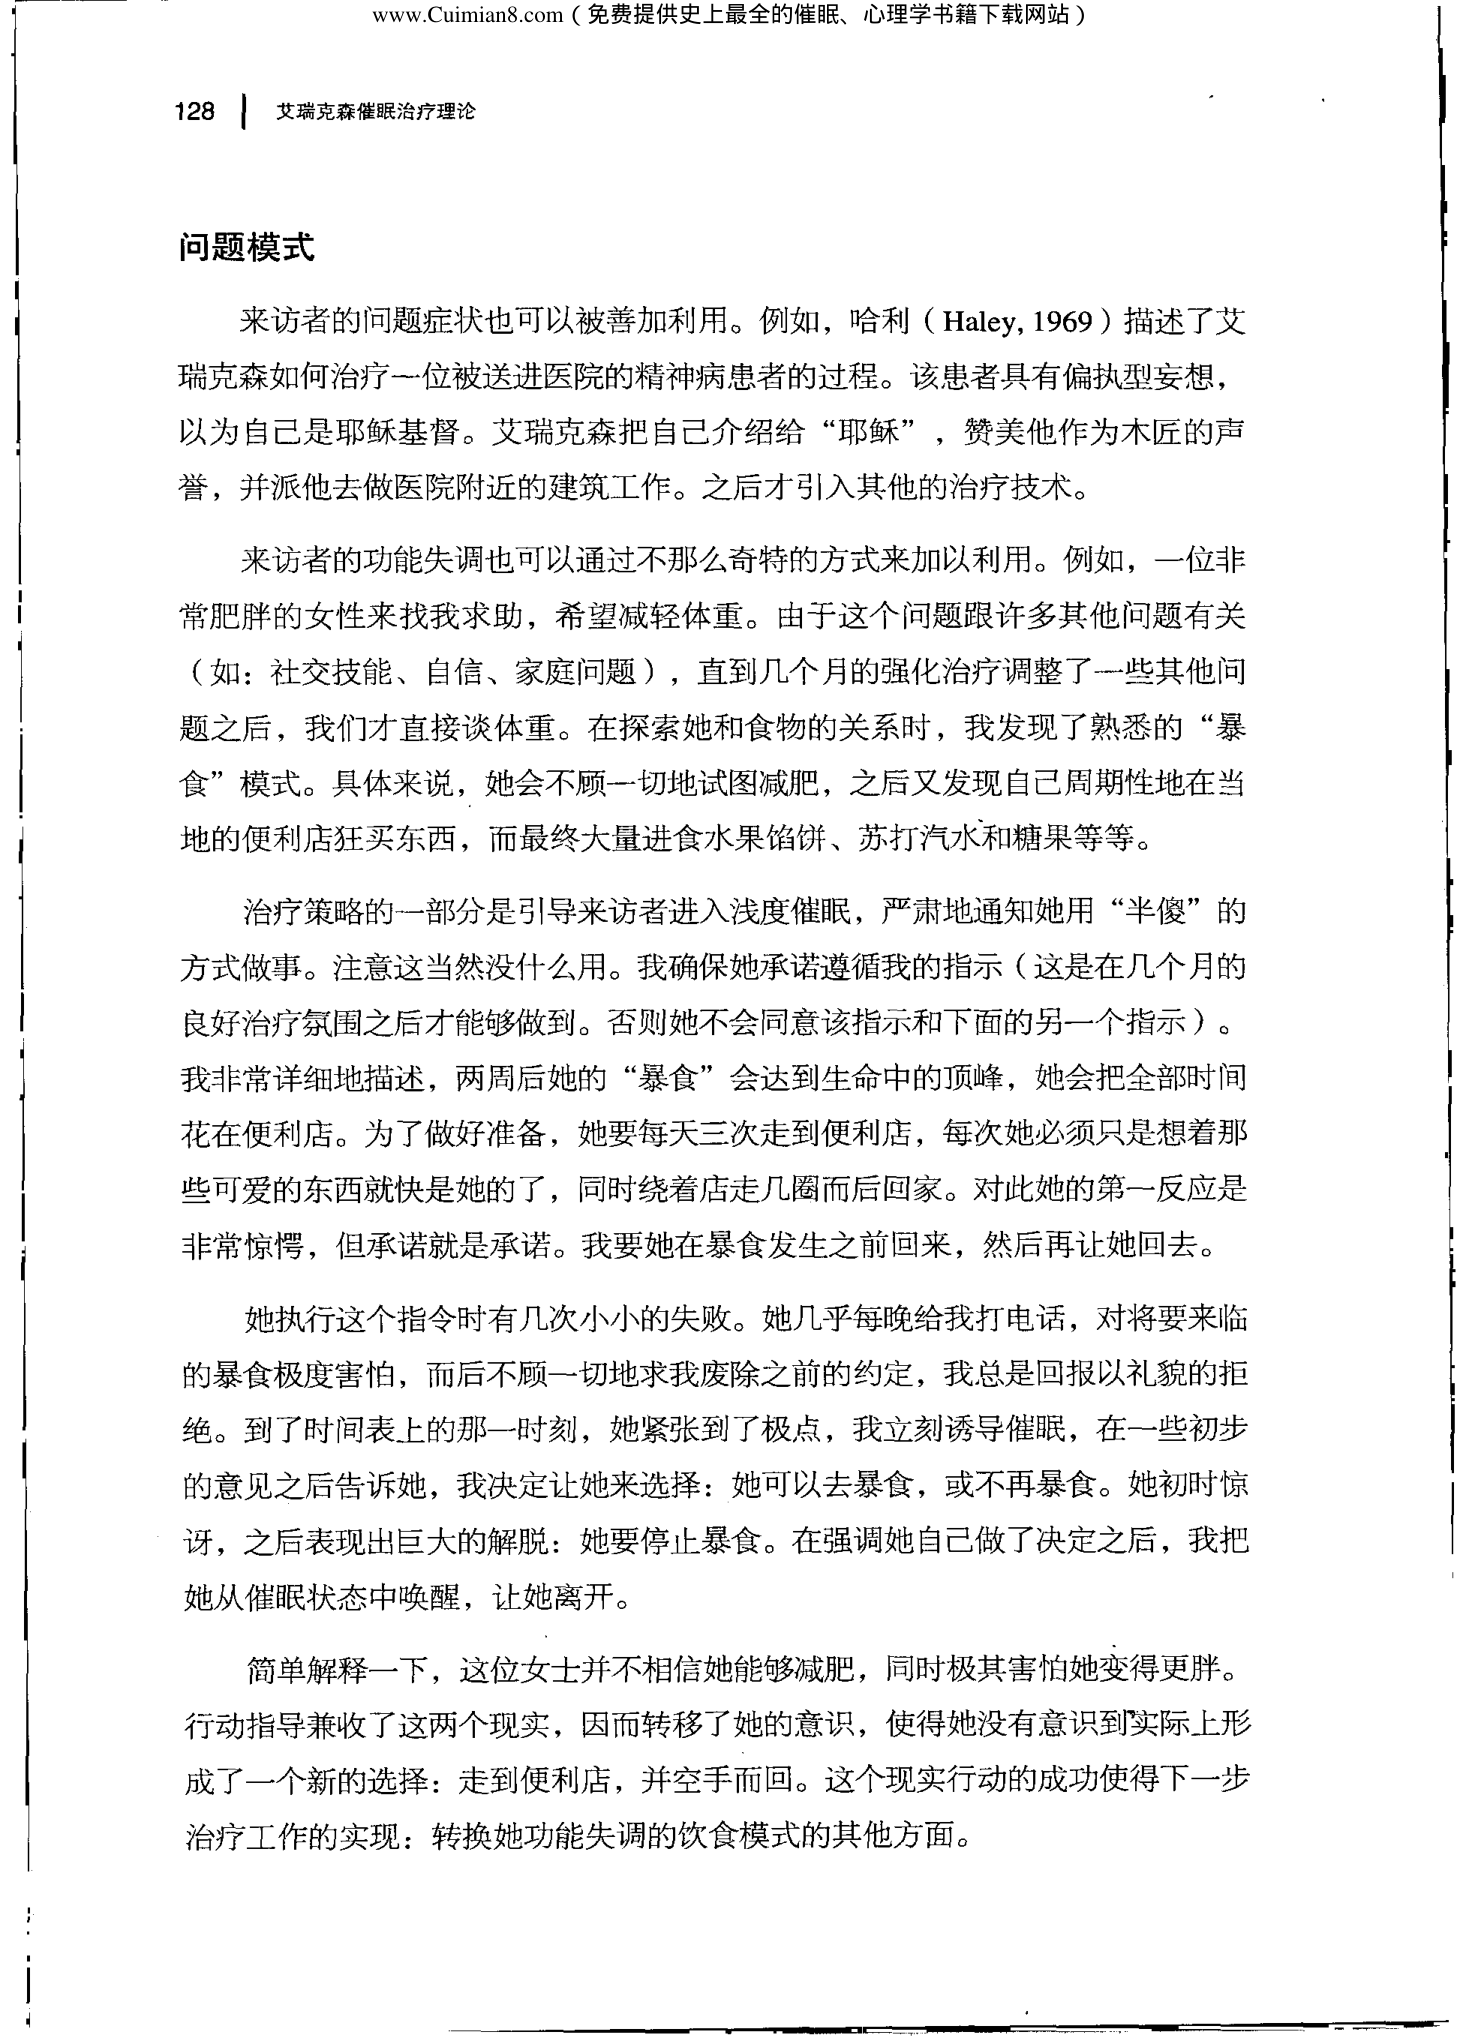 www.Cuimian8.com（免费提供史上最全的催眠、心理学书籍下载网站）
128 | 艾瑞克森催眠治疗理论
问题模式
来访者的问题症状也可以被善加利用。例如，哈利（Haley, 1969）描述了艾
瑞克森如何治疗一位被送进医院的精神病患者的过程。该患者具有偏执型妄想，
以为自己是耶稣基督。艾瑞克森把自己介绍给“耶稣”，赞美他作为木匠的声
誉，并派他去做医院附近的建筑工作。之后才引入其他的治疗技术。
来访者的功能失调也可以通过不那么奇特的方式来加以利用。例如，一位非
常肥胖的女性来找我求助，希望减轻体重。由于这个问题跟许多其他问题有关
（如：社交技能、自信、家庭问题），直到几个月的强化治疗调整了一些其他问
题之后，我们才直接谈体重。在探索她和食物的关系时，我发现了熟悉的“暴
食”模式。具体来说，她会不顾一切地试图减肥，之后又发现自己周期性地在当
地的便利店狂买东西，而最终大量进食水果馅饼、苏打汽水和糖果等等。
治疗策略的一部分是引导来访者进入浅度催眠，严肃地通知她用“半傻”的
方式做事。注意这当然没什么用。我确保她承诺遵循我的指示（这是在几个月的
良好治疗氛围之后才能够做到。否则她不会同意该指示和下面的另一个指示）。
我非常详细地描述，两周后她的“暴食”会达到生命中的顶峰，她会把全部时间
花在便利店。为了做好准备，她要每天三次走到便利店，每次她必须只是想着那
些可爱的东西就快是她的了，同时绕着店走几圈而后回家。对此她的第一反应是
非常惊愕，但承诺就是承诺。我要她在暴食发生之前回来，然后再让她回去。
她执行这个指令时有几次小小的失败。她几乎每晚给我打电话，对将要来临
的暴食极度害怕，而后不顾一切地求我废除之前的约定，我总是回报以礼貌的拒
绝。到了时间表上的那一时刻，她紧张到了极点，我立刻诱导催眠，在一些初步
的意见之后告诉她，我决定让她来选择：她可以去暴食，或不再暴食。她初时惊
讶，之后表现出巨大的解脱：她要停止暴食。在强调她自己做了决定之后，我把
她从催眠状态中唤醒，让她离开。
简单解释一下，这位女士并不相信她能够减肥，同时极其害怕她变得更胖。
行动指导兼收了这两个现实，因而转移了她的意识，使得她没有意识到实际上形
成了一个新的选择：走到便利店，并空手而回。这个现实行动的成功使得下一步
治疗工作的实现：转换她功能失调的饮食模式的其他方面。